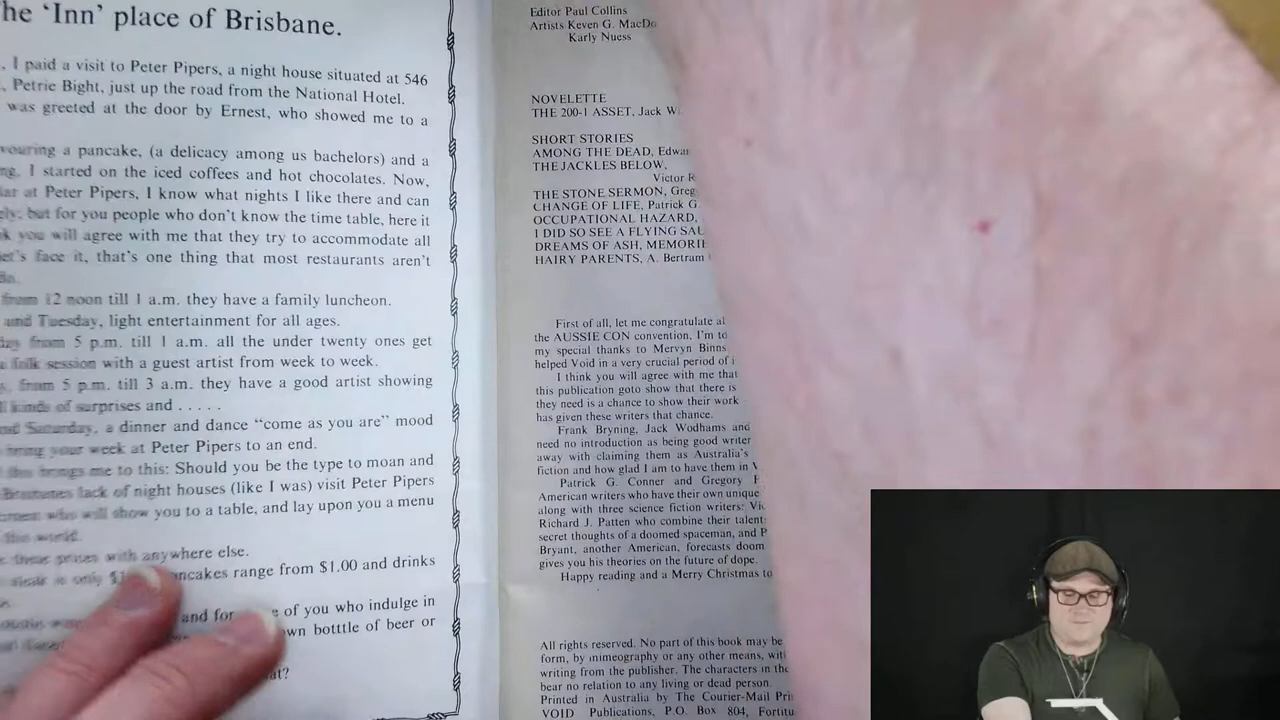 he 'Inn' place of Brisbane.
I paid a visit to Peter Pipers, a night house situated at 546
Petrie Bight, just up the road from the National Hotel.
was greeted at the door by Ernest, who showed me to a
vouring a pancake, (a delicacy among us bachelors) and a
ng, I started on the iced coffees and hot chocolates. Now,
at Peter Pipers, I know what nights I like there and can
ely; but for you people who don't know the time table, here it
you will agree with me that they try to accommodate all
let's face it, that's one thing that most restaurants aren't
from 12 noon till 1 a.m. they have a family luncheon.
and Tuesday, light entertainment for all ages.
from 5 p.m. till 1 a.m. all the under twenty ones get
a folk session with a guest artist from week to week.
from 5 p.m. till 3 a.m. they have a good artist showing
kinds of surprises and . . . . .
Saturday, a dinner and dance "come as you are" mood
bring your week at Peter Pipers to an end.
this brings me to this: Should you be the type to moan and
lack of night houses (like I was) visit Peter Pipers
who will show you to a table, and lay upon you a menu
this world.
these prices with anywhere else.
is only ncakes range from $1.00 and drinks
and for of you who indulge in
own botttle of beer or
at?
Editor Paul Collins
Artists Keven G. MacDo
Karly Nuess
NOVELETTE
THE 200-1 ASSET, Jack W
SHORT STORIES
AMONG THE DEAD, Edwa
THE JACKLES BELOW,
Victor R
THE STONE SERMON, Greg
CHANGE OF LIFE, Patrick G
OCCUPATIONAL HAZARD,
I DID SO SEE A FLYING SAU
DREAMS OF ASH, MEMORIE
HAIRY PARENTS, A. Bertram
First of all, let me congratulate al
the AUSSIE CON convention. I'm to
my special thanks to Mervyn Binns
helped Void in a very crucial period of i
I think you will agree with me that
this publication goto show that there is
they need is a chance to show their work
has given these writers that chance.
Frank Bryning, Jack Wodhams and
need no introduction as being good writer
away with claiming them as Australia's
fiction and how glad I am to have them in V
Patrick G. Conner and Gregory F
American writers who have their own unique
along with three science fiction writers: Vic
Richard J. Patten who combine their talent
secret thoughts of a doomed spaceman, and P
Bryant, another American, forecasts doom
gives you his theories on the future of dope.
Happy reading and a Merry Christmas to
All rights reserved. No part of this book may be
form, by mimeography or any other means, wit
writing from the publisher. The characters in the
bear no relation to any living or dead person.
Printed in Australia by The Courier-Mail Pri
VOID Publications, P.O. Box 804, Fortitu